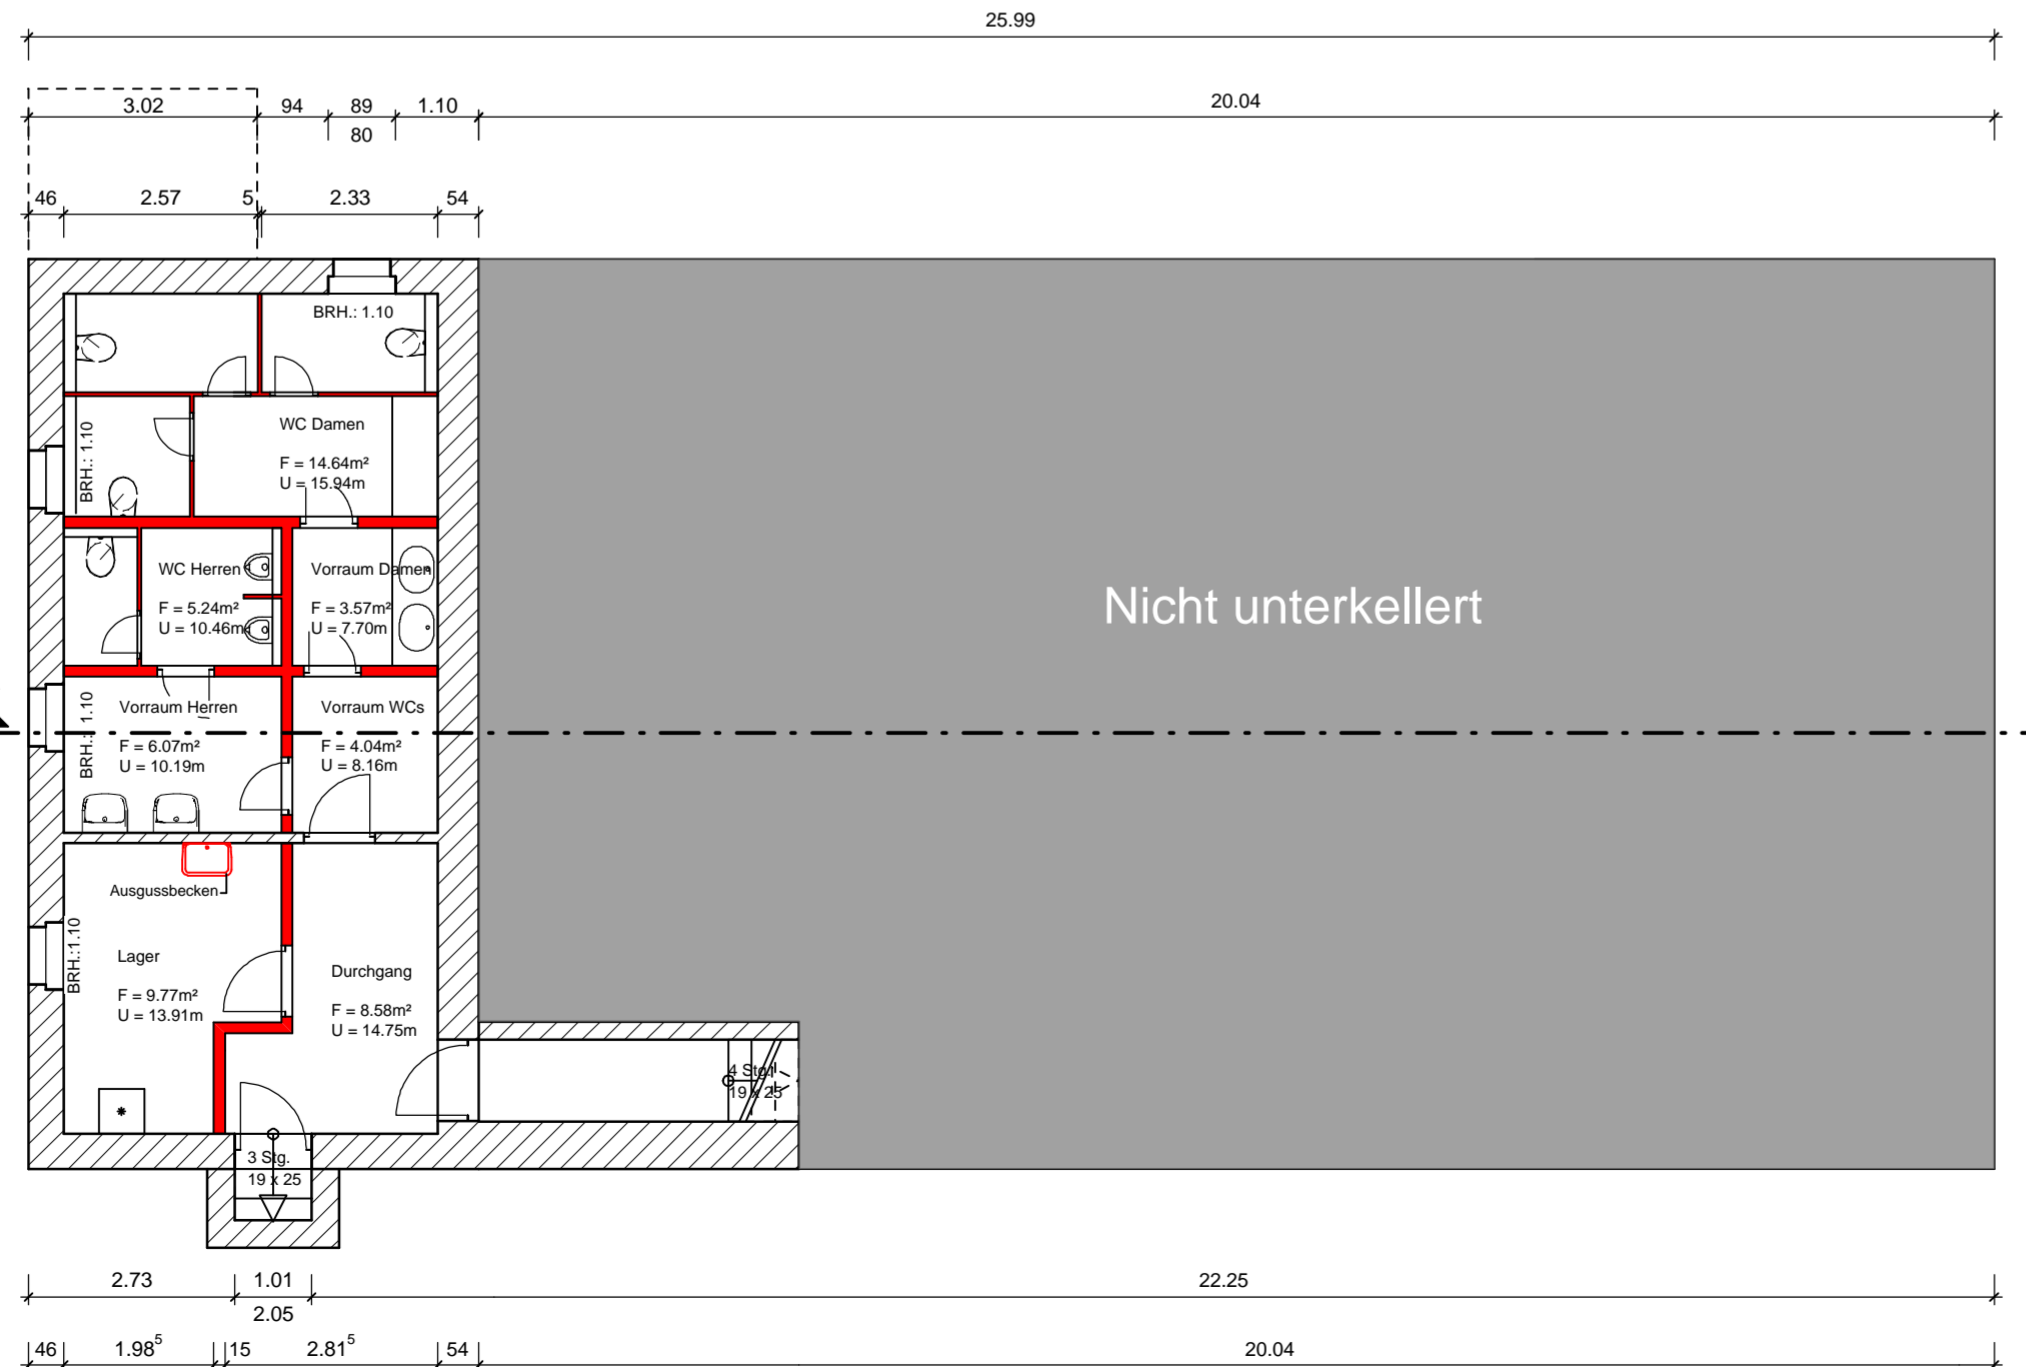 25.99
3.02 94 89 1.10 20.04
80
46 2.57 5 2.33 54
BRH.: 1.10
WC Damen
F = 14.64m²
U = 15.94m
BRH.: 1.10
WC Herren
F = 5.24m²
U = 10.46m
Vorraum Damen
F = 3.57m²
U = 7.70m
Nicht unterkellert
BRH.: 1.10
Vorraum Herren
F = 6.07m²
U = 10.19m
Vorraum WCs
F = 4.04m²
U = 8.16m
Ausgussbecken
BRH.:1.10
Lager
F = 9.77m²
U = 13.91m
Durchgang
F = 8.58m²
U = 14.75m
4 Stg.
19 x 25
3 Stg.
19 x 25
2.73 1.01 22.25
2.05
46 1.98⁵ 15 2.81⁵ 54 20.04